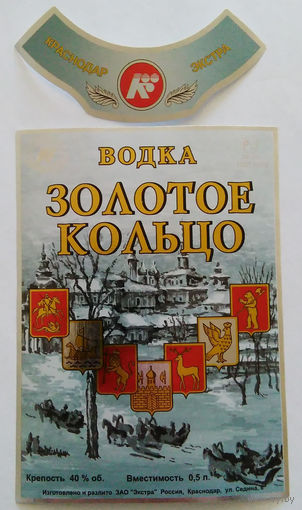 КРАСНОДАР
ЭКСТРА
ВОДКА
ЗОЛОТОЕ
КОЛЬЦО
Крепость 40 % об.
Вместимость 0,5 л.
Изготовлено и разлито ЗАО "Экстра" Россия, Краснодар, ул. Седина,